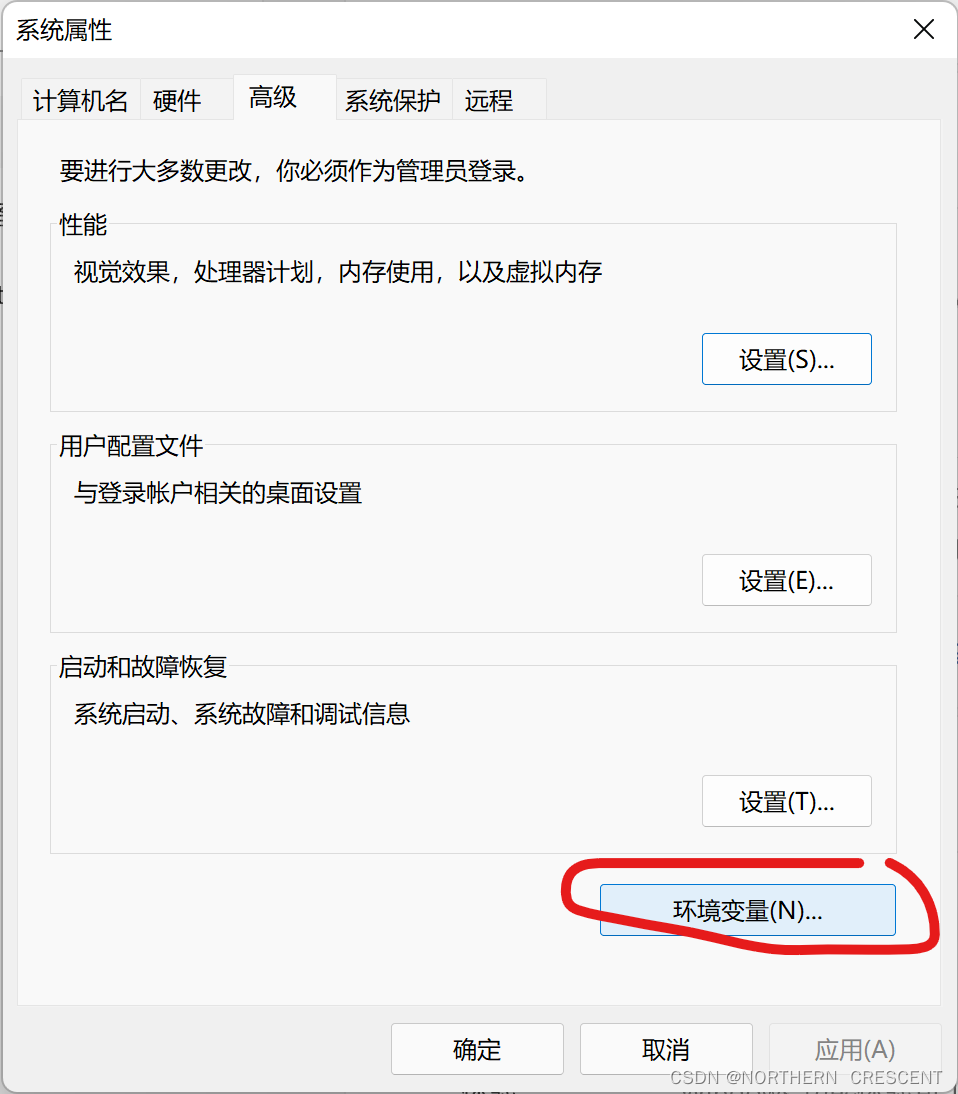 系统属性
计算机名 硬件 高级 系统保护 远程
要进行大多数更改，你必须作为管理员登录。
性能
视觉效果，处理器计划，内存使用，以及虚拟内存
设置(S)...
用户配置文件
与登录帐户相关的桌面设置
设置(E)...
启动和故障恢复
系统启动、系统故障和调试信息
设置(T)...
环境变量(N)...
确定 取消 应用(A)
CSDN @NORTHERN CRESCENT